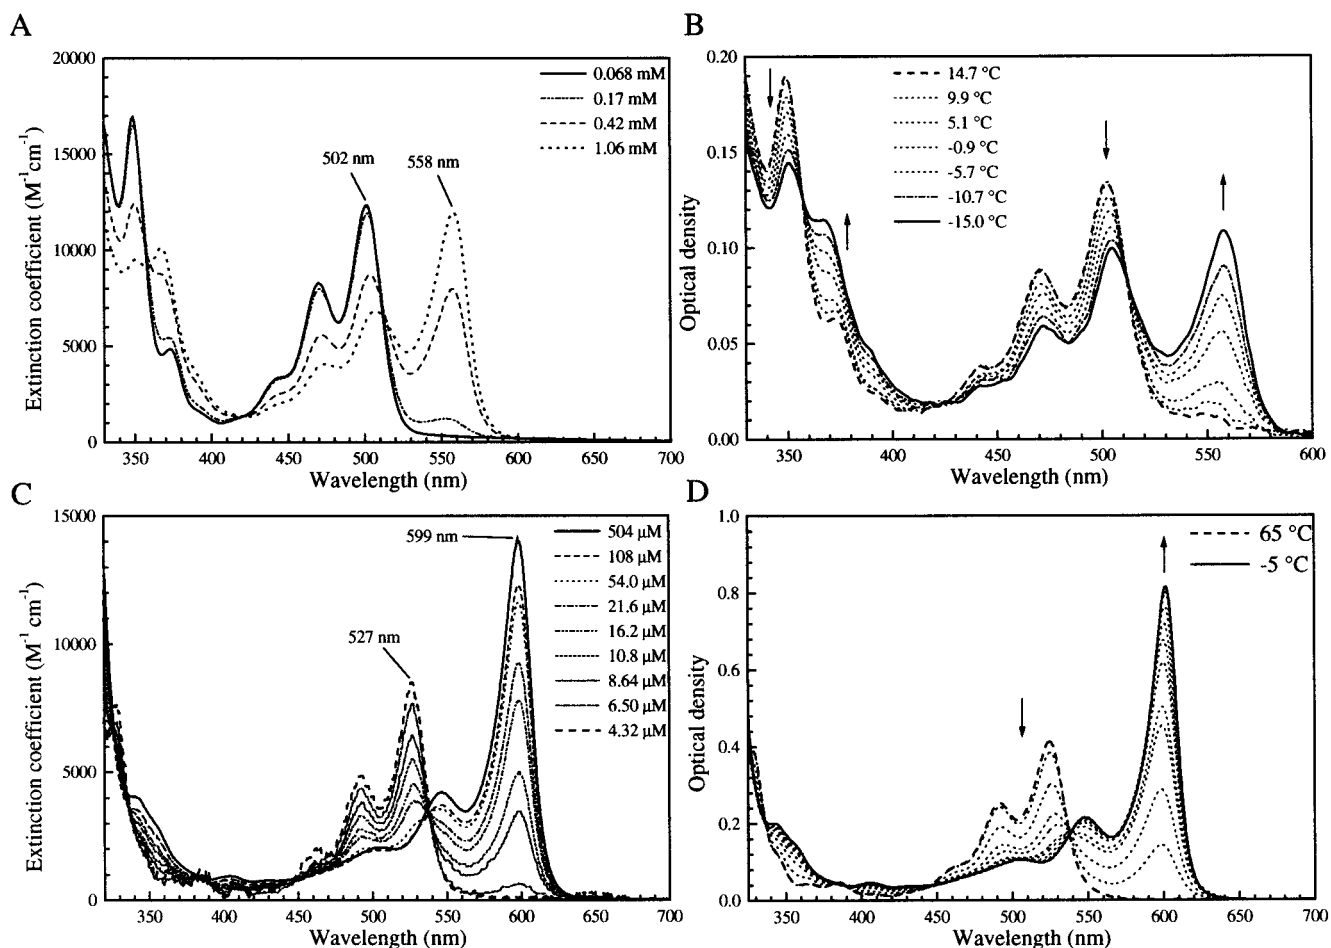 A
20000
15000
10000
5000
0
350 400 450 500 550 600 650 700
Extinction coefficient (M⁻¹cm⁻¹)
Wavelength (nm)
502 nm
558 nm
0.068 mM
0.17 mM
0.42 mM
1.06 mM
B
0.20
0.15
0.10
0.05
0.00
350 400 450 500 550 600
Optical density
Wavelength (nm)
14.7 °C
9.9 °C
5.1 °C
-0.9 °C
-5.7 °C
-10.7 °C
-15.0 °C
C
15000
10000
5000
0
350 400 450 500 550 600 650 700
Extinction coefficient (M⁻¹ cm⁻¹)
Wavelength (nm)
527 nm
599 nm
504 μM
108 μM
54.0 μM
21.6 μM
16.2 μM
10.8 μM
8.64 μM
6.50 μM
4.32 μM
D
1.0
0.8
0.6
0.4
0.2
0.0
350 400 450 500 550 600 650 700
Optical density
Wavelength (nm)
65 °C
-5 °C